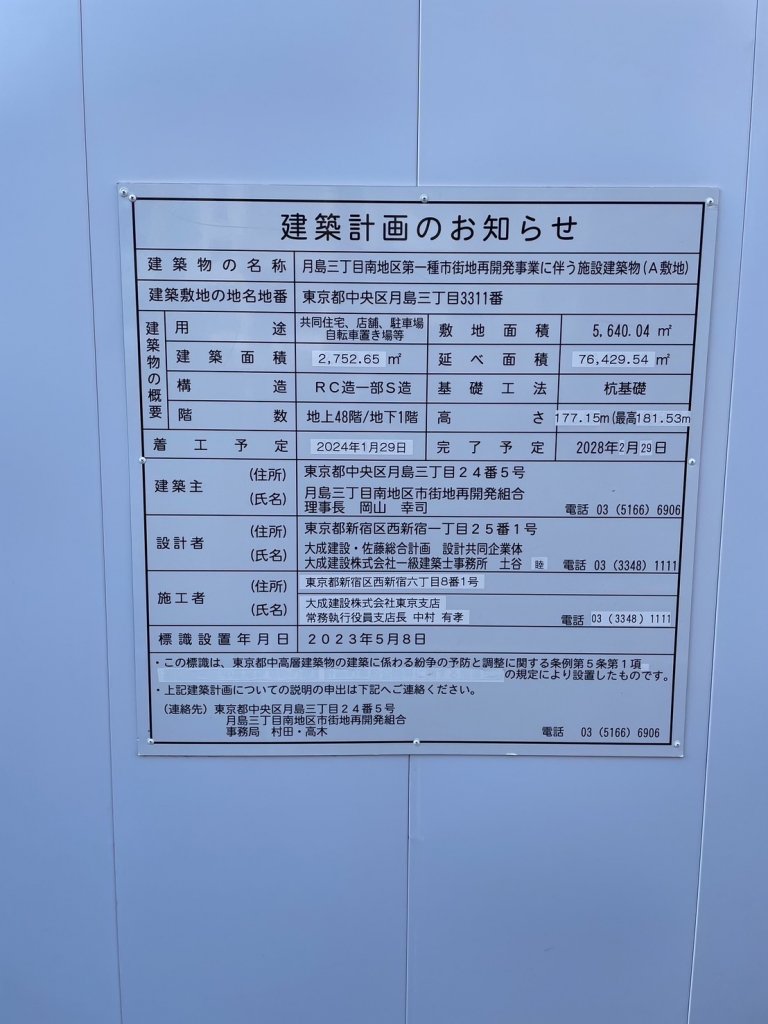 建築計画のお知らせ
建築物の名称 月島三丁目南地区第一種市街地再開発事業に伴う施設建築物(A敷地)
建築敷地の地名地番 東京都中央区月島三丁目3311番
建築物の概要
用途 共同住宅、店舗、駐車場 自転車置き場等 敷地面積 5,640.04 ㎡
建築面積 2,752.65 ㎡ 延べ面積 76,429.54 ㎡
構造 RC造一部S造 基礎工法 杭基礎
階数 地上48階/地下1階 高さ 177.15m(最高181.53m
着工予定 2024年1月29日 完了予定 2028年2月29日
建築主 (住所) 東京都中央区月島三丁目24番5号
(氏名) 月島三丁目南地区市街地再開発組合
理事長 岡山 幸司 電話 03 (5166) 6906
設計者 (住所) 東京都新宿区西新宿一丁目25番1号
(氏名) 大成建設・佐藤総合計画 設計共同企業体
大成建設株式会社一級建築士事務所 土谷 睦 電話 03 (3348) 1111
施工者 (住所) 東京都新宿区西新宿六丁目8番1号
(氏名) 大成建設株式会社東京支店
常務執行役員支店長 中村 有孝 電話 03 (3348) 1111
標識設置年月日 2023年5月8日
・この標識は、東京都中高層建築物の建築に係わる紛争の予防と調整に関する条例第5条第1項
の規定により設置したものです。
・上記建築計画についての説明の申出は下記へご連絡ください。
(連絡先) 東京都中央区月島三丁目24番5号
月島三丁目南地区市街地再開発組合
事務局 村田・高木 電話 03 (5166) 6906